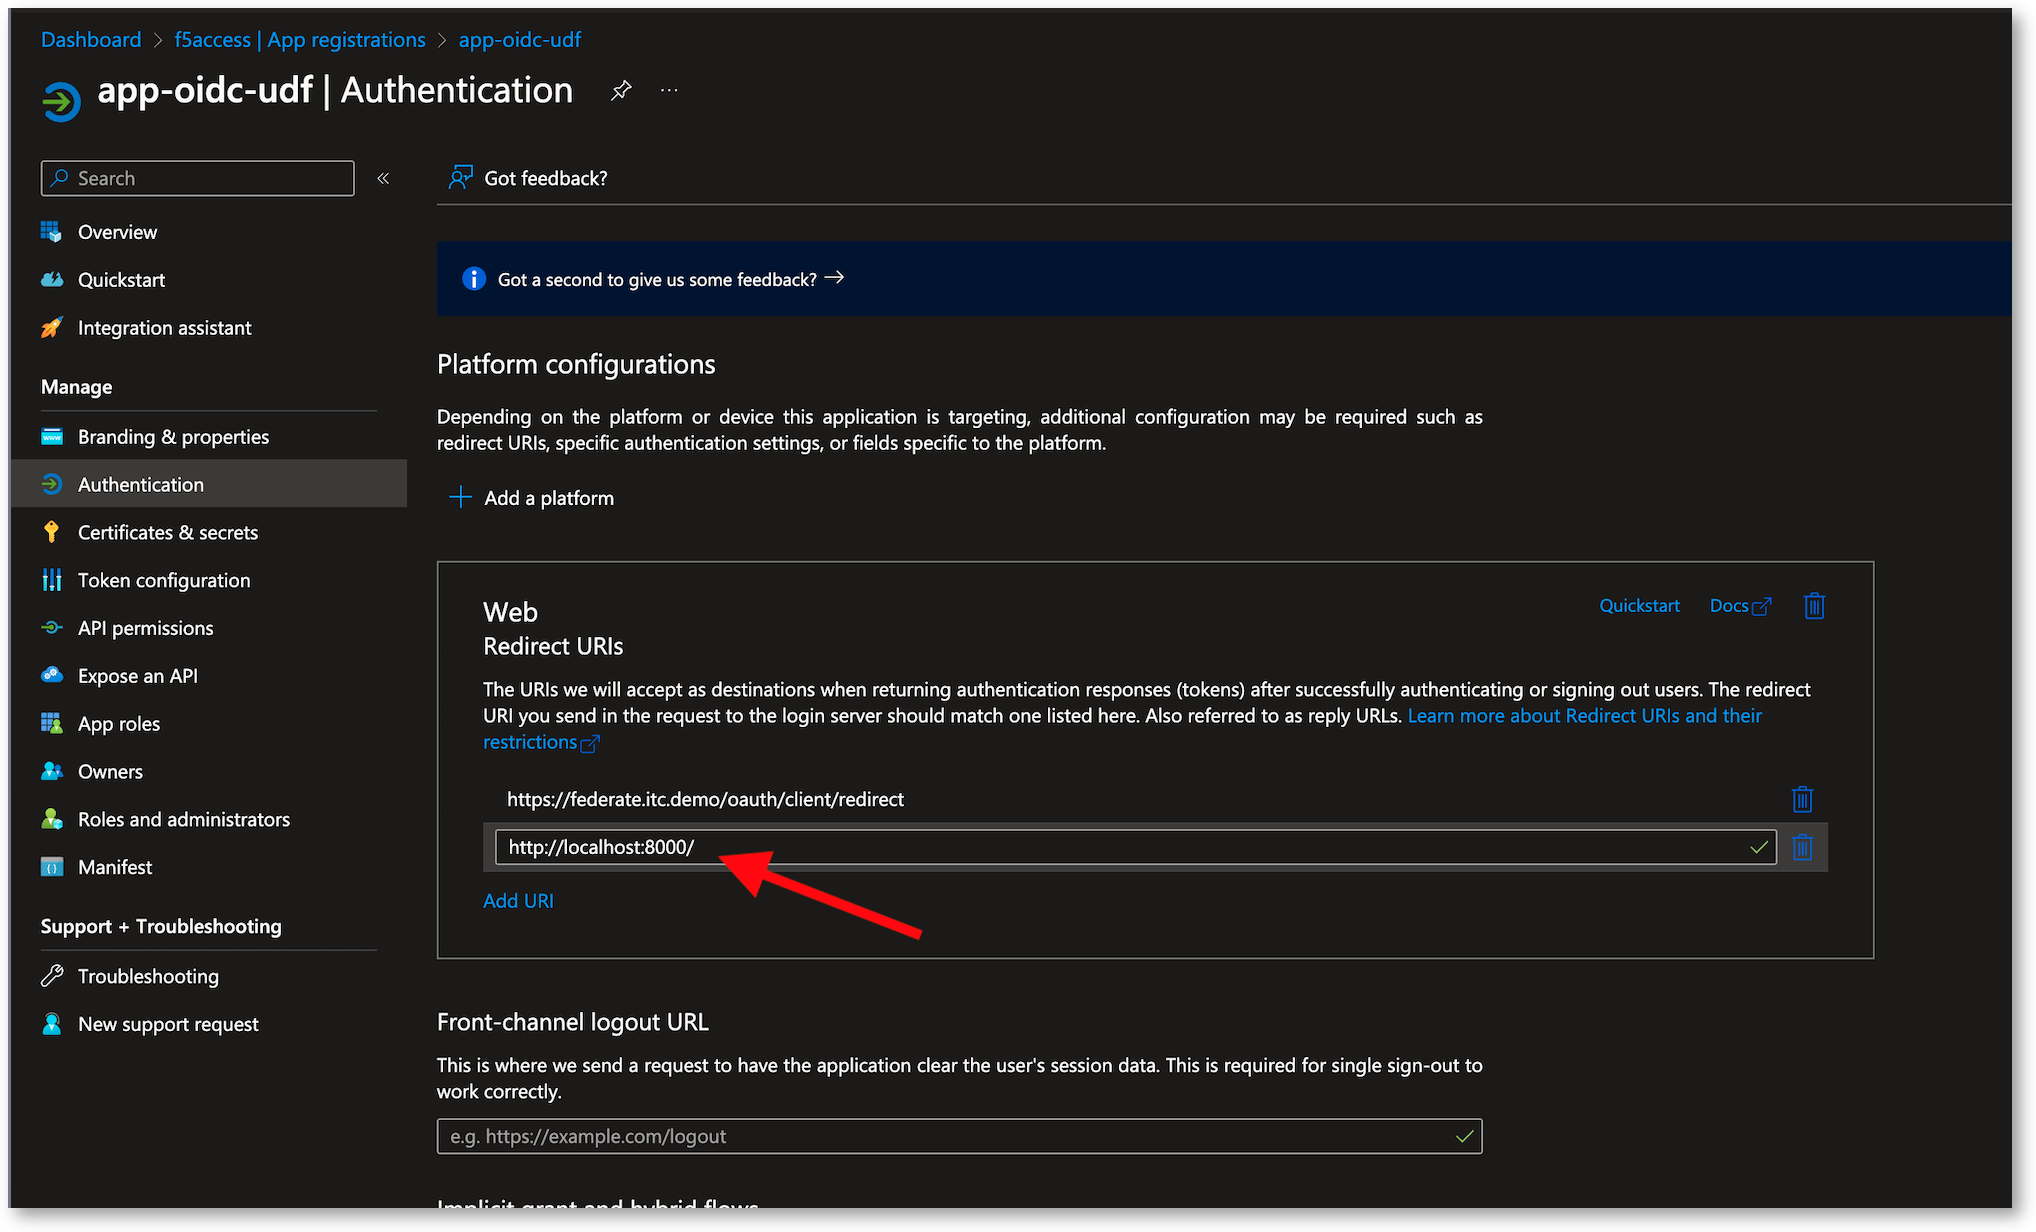 Dashboard > f5access | App registrations > app-oidc-udf
app-oidc-udf | Authentication
Search
Overview
Quickstart
Integration assistant
Manage
Branding & properties
Authentication
Certificates & secrets
Token configuration
API permissions
Expose an API
App roles
Owners
Roles and administrators
Manifest
Support + Troubleshooting
Troubleshooting
New support request
Got feedback?
Got a second to give us some feedback?
Platform configurations
Depending on the platform or device this application is targeting, additional configuration may be required such as
redirect URIs, specific authentication settings, or fields specific to the platform.
Add a platform
Web
Quickstart
Docs
Redirect URIs
The URIs we will accept as destinations when returning authentication responses (tokens) after successfully authenticating or signing out users. The redirect
URI you send in the request to the login server should match one listed here. Also referred to as reply URLs. Learn more about Redirect URIs and their
restrictions
https://federate.itc.demo/oauth/client/redirect
http://localhost:8000/
Add URI
Front-channel logout URL
This is where we send a request to have the application clear the user's session data. This is required for single sign-out to
work correctly.
e.g. https://example.com/logout
Implicit grant and hybrid flows